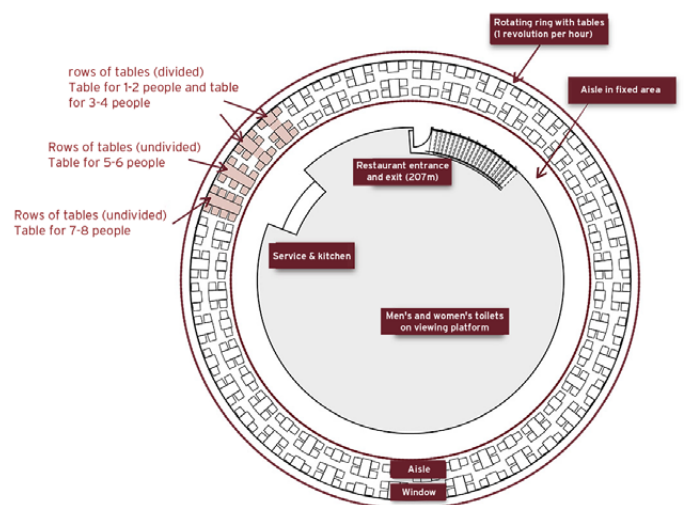 Rotating ring with tables
(1 revolution per hour)
rows of tables (divided)
Table for 1-2 people and table
for 3-4 people
Aisle in fixed area
Rows of tables (undivided)
Table for 5-6 people
Restaurant entrance
and exit (207m)
Rows of tables (undivided)
Table for 7-8 people
Service & kitchen
Men's and women's toilets
on viewing platform
Aisle
Window